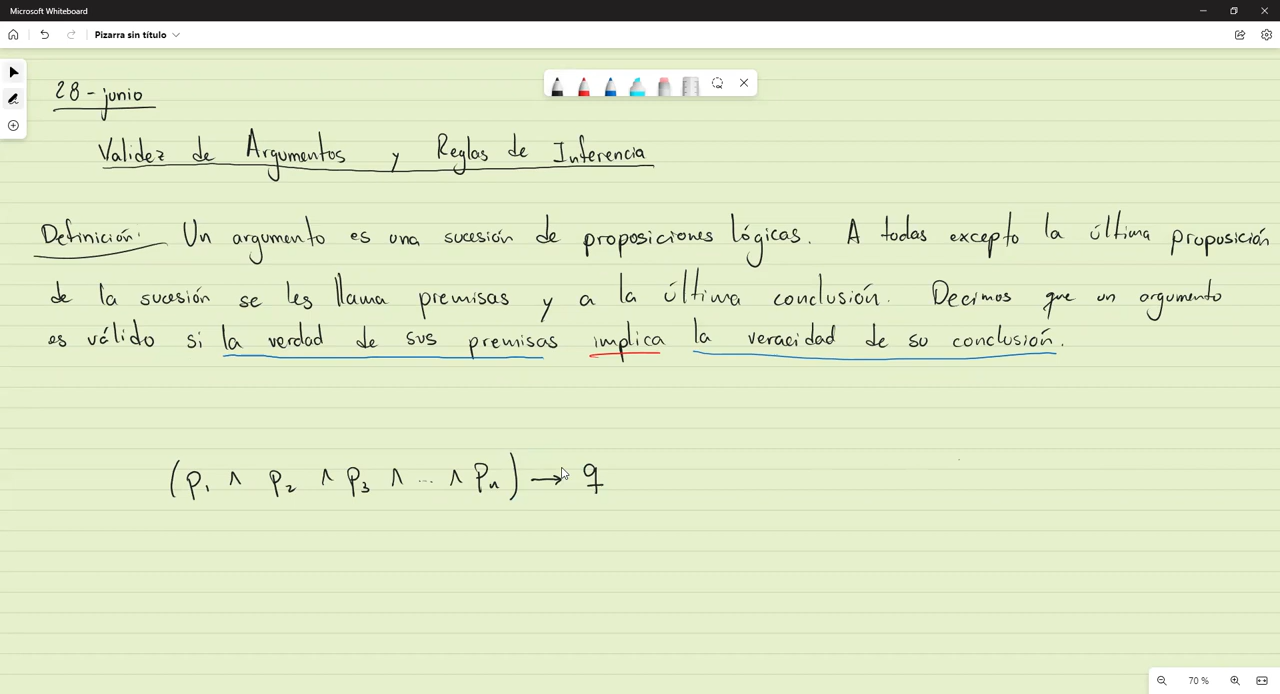 Microsoft Whiteboard
Pizarra sin título
28-junio
Validez de Argumentos y Reglas de Inferencia
Definición: Un argumento es una sucesión de proposiciones lógicas. A todas excepto la última proposición
de la sucesión se les llama premisas y a la última conclusión. Decimos que un argumento
es válido si la verdad de sus premisas implica la veracidad de su conclusión.
(p₁ ∧ p₂ ∧ p₃ ∧ ... ∧ pₙ) → q
70 %